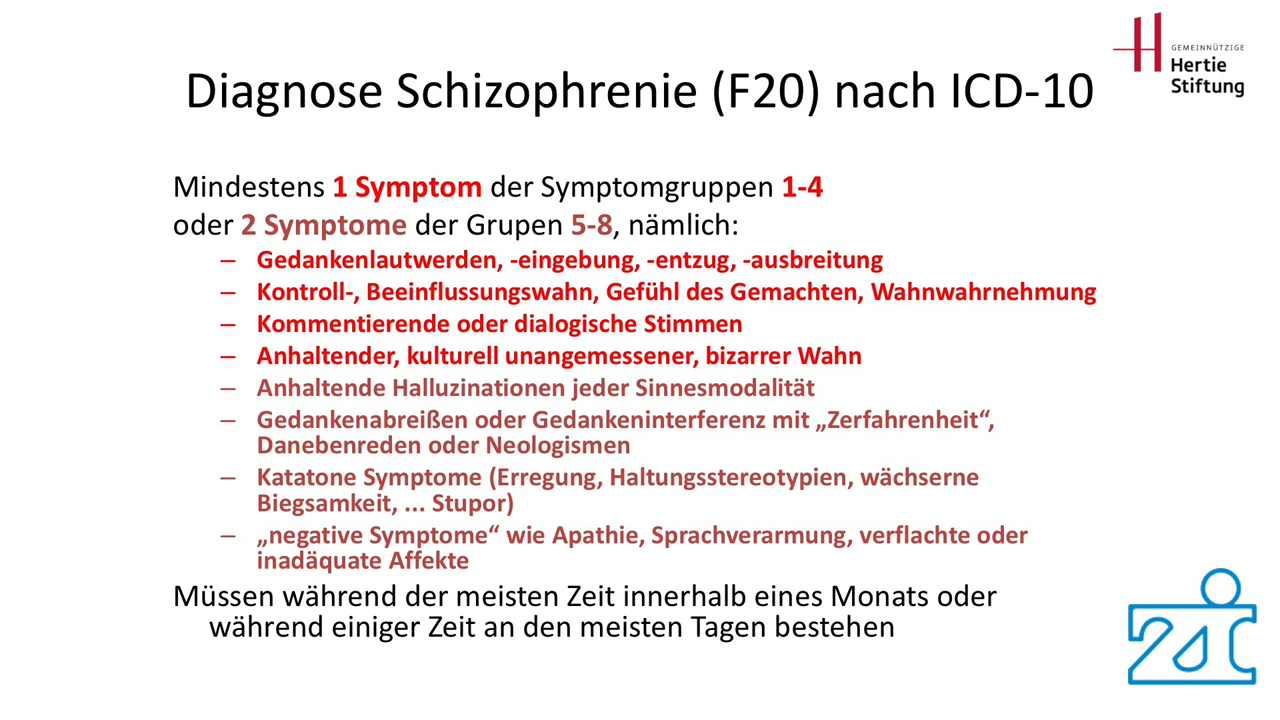 GEMEINNÜTZIGE
Hertie
Stiftung
Diagnose Schizophrenie (F20) nach ICD-10
Mindestens 1 Symptom der Symptomgruppen 1-4
oder 2 Symptome der Grupen 5-8, nämlich:
– Gedankenlautwerden, -eingebung, -entzug, -ausbreitung
– Kontroll-, Beeinflussungswahn, Gefühl des Gemachten, Wahnwahrnehmung
– Kommentierende oder dialogische Stimmen
– Anhaltender, kulturell unangemessener, bizarrer Wahn
– Anhaltende Halluzinationen jeder Sinnesmodalität
– Gedankenabreißen oder Gedankeninterferenz mit „Zerfahrenheit“,
Danebenreden oder Neologismen
– Katatone Symptome (Erregung, Haltungsstereotypien, wächserne
Biegsamkeit, ... Stupor)
– „negative Symptome“ wie Apathie, Sprachverarmung, verflachte oder
inadäquate Affekte
Müssen während der meisten Zeit innerhalb eines Monats oder
während einiger Zeit an den meisten Tagen bestehen